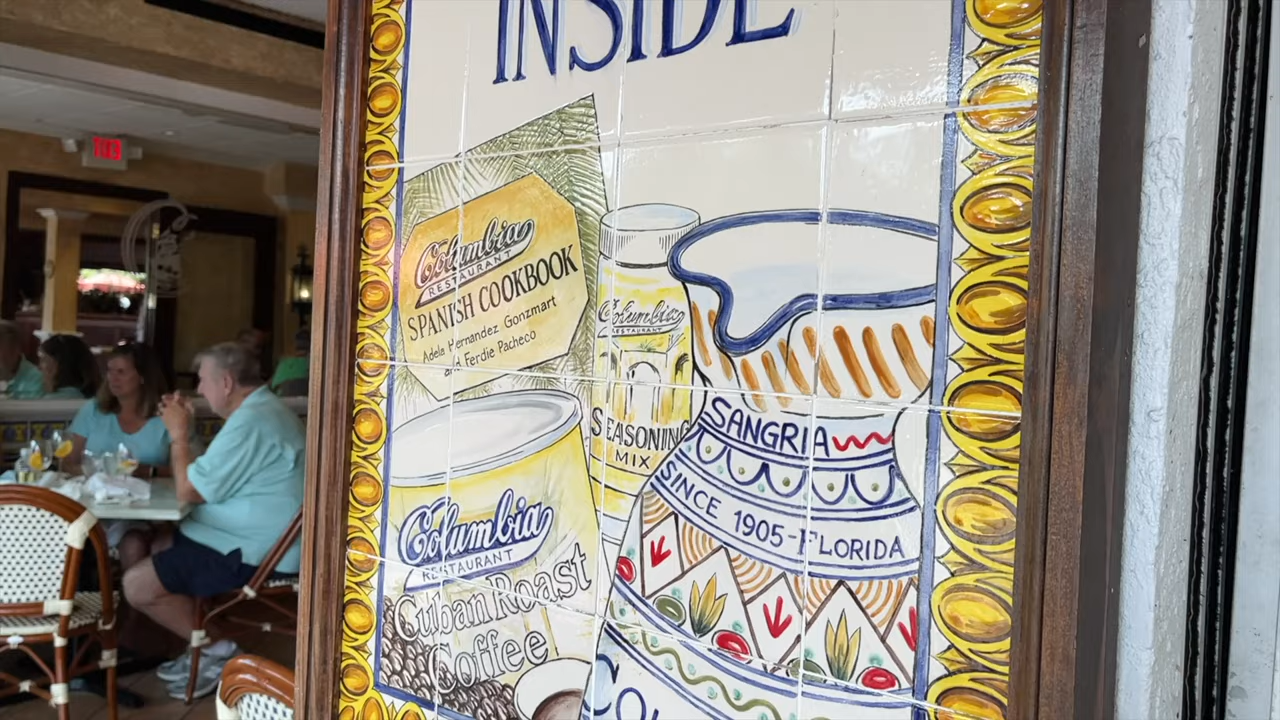 INSIDE
Columbia
RESTAURANT
SPANISH COOKBOOK
Adela Hernandez Gonzmart
and Ferdie Pacheco
Columbia
RESTAURANT
SEASONING
MIX
SANGRIA
SINCE 1905-FLORIDA
Columbia
RESTAURANT
Cuban Roast
Coffee